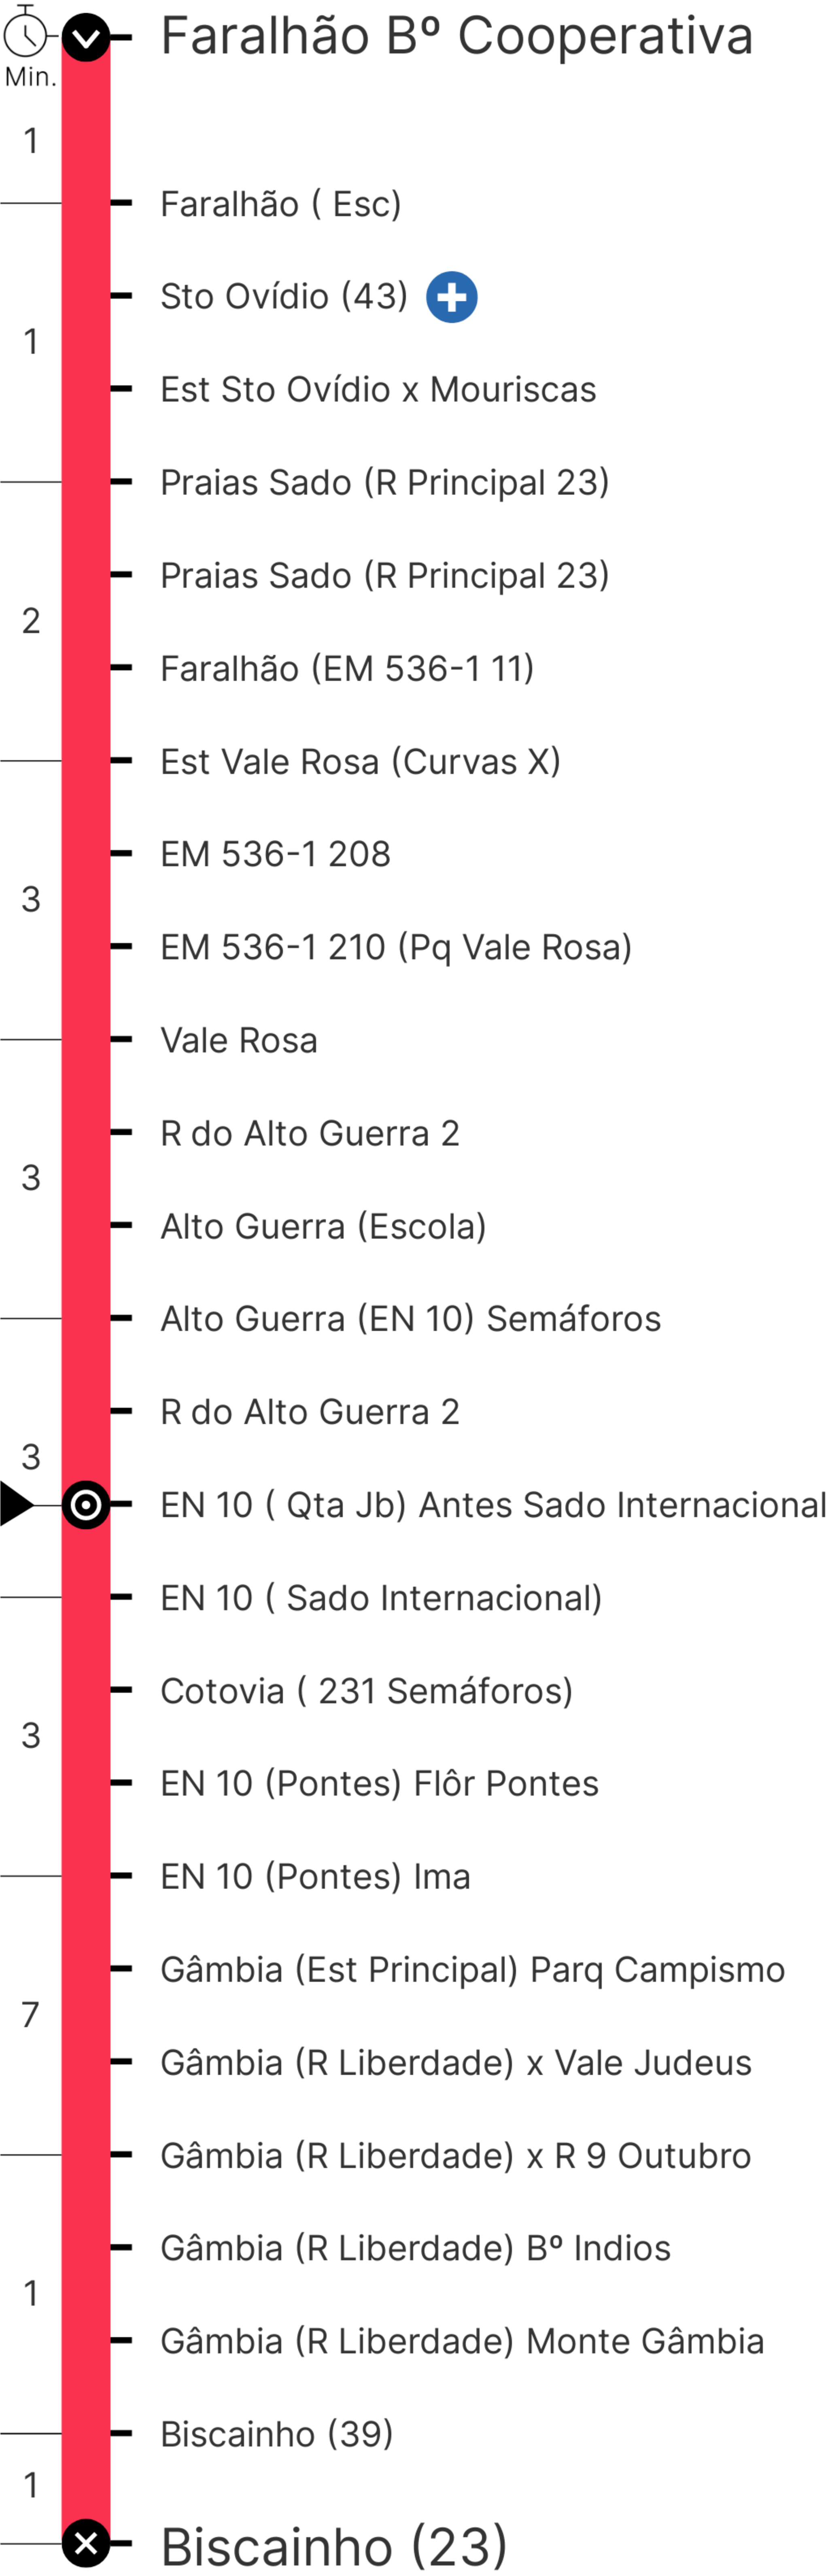 Faralhão Bº Cooperativa
Min.
1
Faralhão ( Esc)
Sto Ovídio (43)
1
Est Sto Ovídio x Mouriscas
Praias Sado (R Principal 23)
Praias Sado (R Principal 23)
2
Faralhão (EM 536-1 11)
Est Vale Rosa (Curvas X)
EM 536-1 208
3
EM 536-1 210 (Pq Vale Rosa)
Vale Rosa
R do Alto Guerra 2
3
Alto Guerra (Escola)
Alto Guerra (EN 10) Semáforos
R do Alto Guerra 2
3
EN 10 ( Qta Jb) Antes Sado Internacional
EN 10 ( Sado Internacional)
Cotovia ( 231 Semáforos)
3
EN 10 (Pontes) Flôr Pontes
EN 10 (Pontes) Ima
Gâmbia (Est Principal) Parq Campismo
7
Gâmbia (R Liberdade) x Vale Judeus
Gâmbia (R Liberdade) x R 9 Outubro
Gâmbia (R Liberdade) Bº Indios
1
Gâmbia (R Liberdade) Monte Gâmbia
Biscainho (39)
1
Biscainho (23)